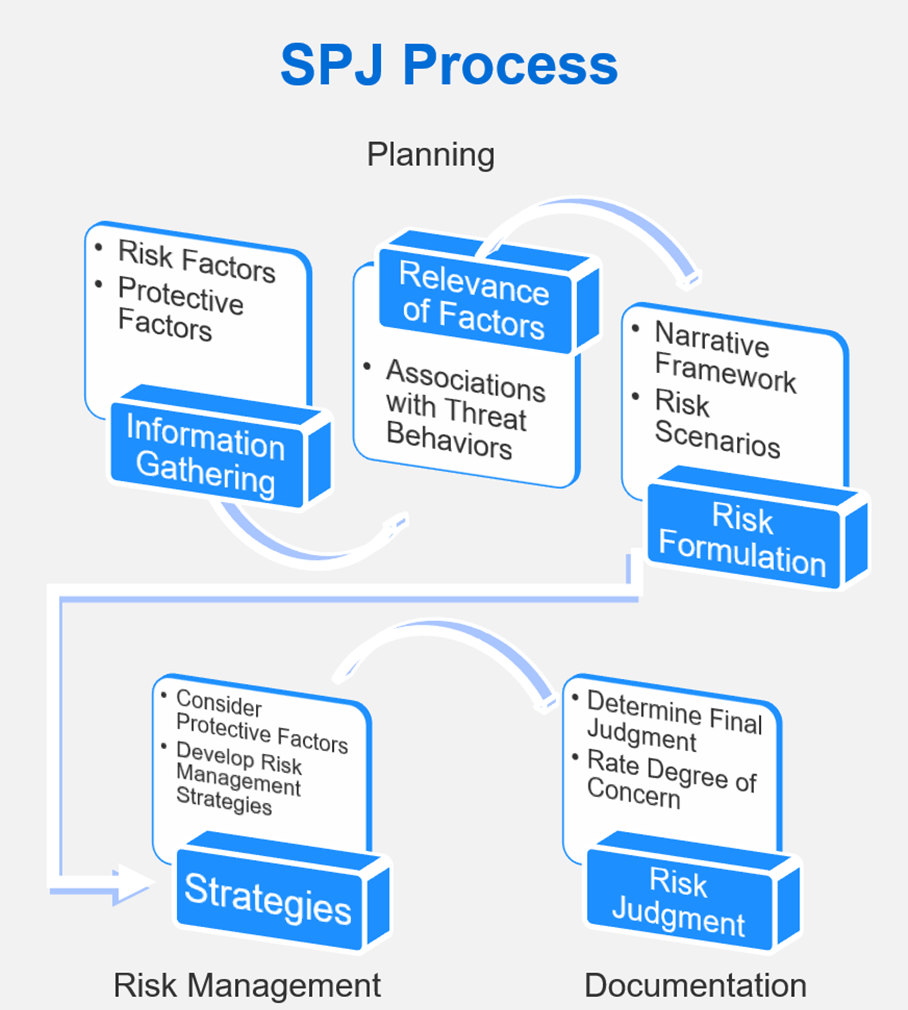 SPJ Process
Planning
• Risk Factors
• Protective
Factors
Information
Gathering
Relevance
of Factors
• Associations
with Threat
Behaviors
• Narrative
Framework
• Risk
Scenarios
Risk
Formulation
• Consider
Protective Factors
• Develop Risk
Management
Strategies
Strategies
Risk Management
• Determine Final
Judgment
• Rate Degree of
Concern
Risk
Judgment
Documentation